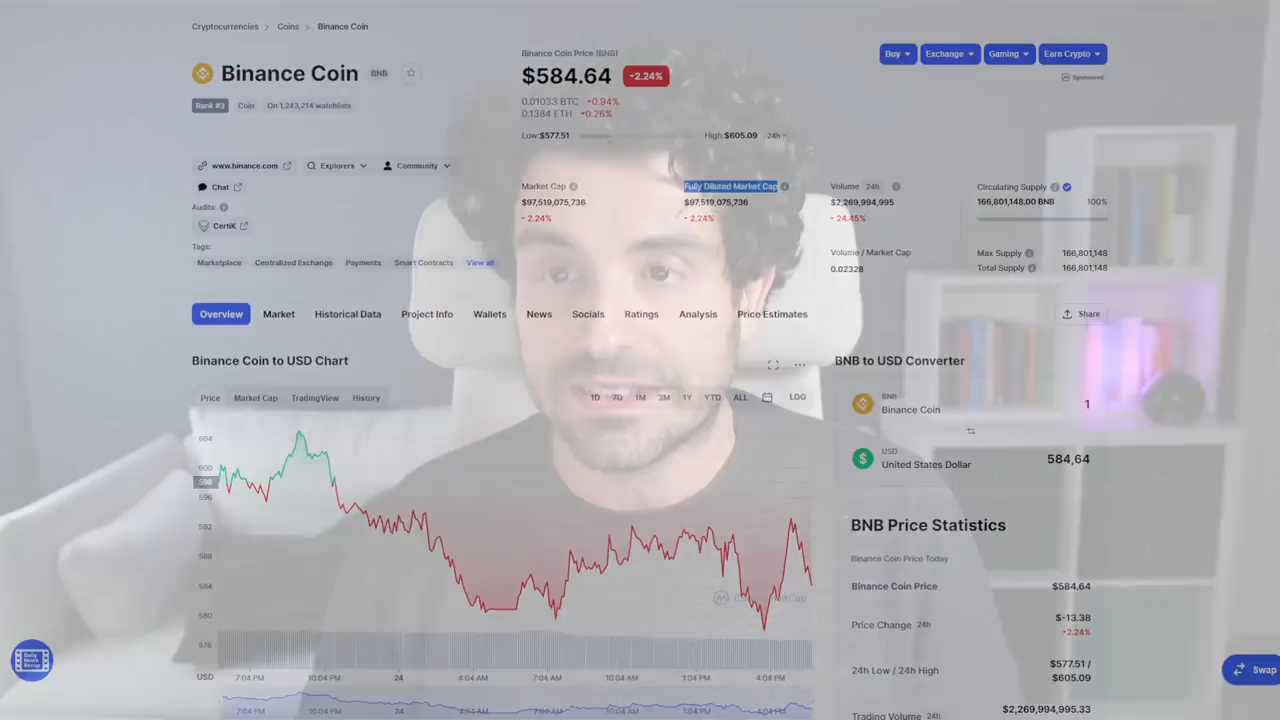 Cryptocurrencies > Coins > Binance Coin
Binance Coin BNB
Rank #3 Coin On 1,243,214 watchlists
www.binance.com Explorers Community
Chat
Audits:
CertiK
Tags:
Marketplace Centralized Exchange Payments Smart Contracts View all
Binance Coin Price (BNB)
$584.64 -2.24%
0.01033 BTC -0.94%
0.1384 ETH -0.26%
Low:$577.51 High:$605.09 24h
Buy Exchange Gaming Earn Crypto
Sponsored
Market Cap
$97,519,075,736
- 2.24%
Fully Diluted Market Cap
$97,519,075,736
- 2.24%
Volume 24h
$2,269,994,995
- 24.45%
Volume / Market Cap
0.02328
Circulating Supply
166,801,148.00 BNB 100%
Max Supply 166,801,148
Total Supply 166,801,148
Overview Market Historical Data Project Info Wallets News Socials Ratings Analysis Price Estimates
Share
Binance Coin to USD Chart
Price Market Cap TradingView History
1D 7D 1M 3M 1Y YTD ALL LOG
604
600
598
596
592
588
584
580
576
USD
7:04 PM 10:04 PM 24 4:04 AM 7:04 AM 10:04 AM 1:04 PM 4:04 PM
7:04 PM 10:04 PM 24 4:04 AM 7:04 AM 10:04 AM 1:04 PM 4:04 PM
BNB to USD Converter
BNB
Binance Coin
1
USD
United States Dollar
584,64
BNB Price Statistics
Binance Coin Price Today
Binance Coin Price $584.64
Price Change 24h $-13.38
-2.24%
24h Low / 24h High $577.51 /
$605.09
Trading Volume 24h $2,269,994,995.33
Daily
News
Recap
Swap